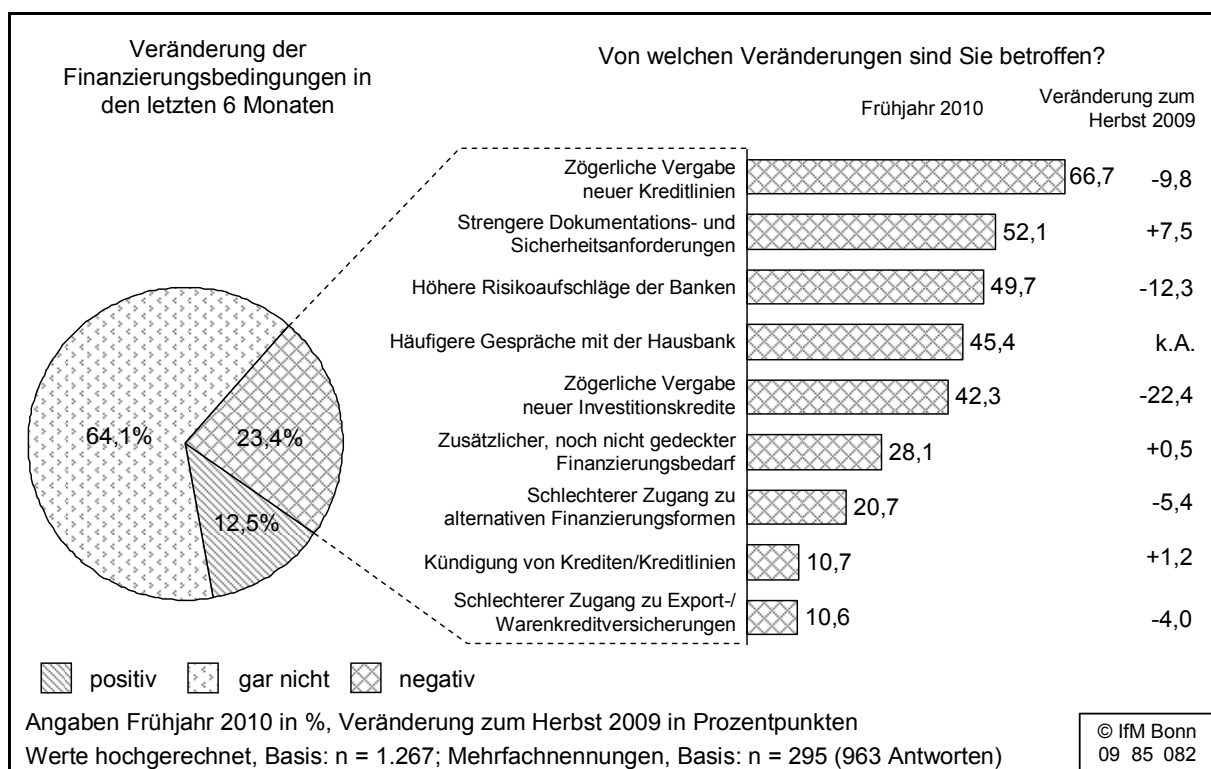 Veränderung der
Finanzierungsbedingungen in
den letzten 6 Monaten
Von welchen Veränderungen sind Sie betroffen?
Frühjahr 2010
Veränderung zum
Herbst 2009
Zögerliche Vergabe
neuer Kreditlinien
66,7
-9,8
Strengere Dokumentations- und
Sicherheitsanforderungen
52,1
+7,5
Höhere Risikoaufschläge der Banken
49,7
-12,3
Häufigere Gespräche mit der Hausbank
45,4
k.A.
Zögerliche Vergabe
neuer Investitionskredite
42,3
-22,4
Zusätzlicher, noch nicht gedeckter
Finanzierungsbedarf
28,1
+0,5
Schlechterer Zugang zu
alternativen Finanzierungsformen
20,7
-5,4
Kündigung von Krediten/Kreditlinien
10,7
+1,2
Schlechterer Zugang zu Export-/
Warenkreditversicherungen
10,6
-4,0
64,1%
23,4%
12,5%
positiv
gar nicht
negativ
Angaben Frühjahr 2010 in %, Veränderung zum Herbst 2009 in Prozentpunkten
Werte hochgerechnet, Basis: n = 1.267; Mehrfachnennungen, Basis: n = 295 (963 Antworten)
© IfM Bonn
09 85 082